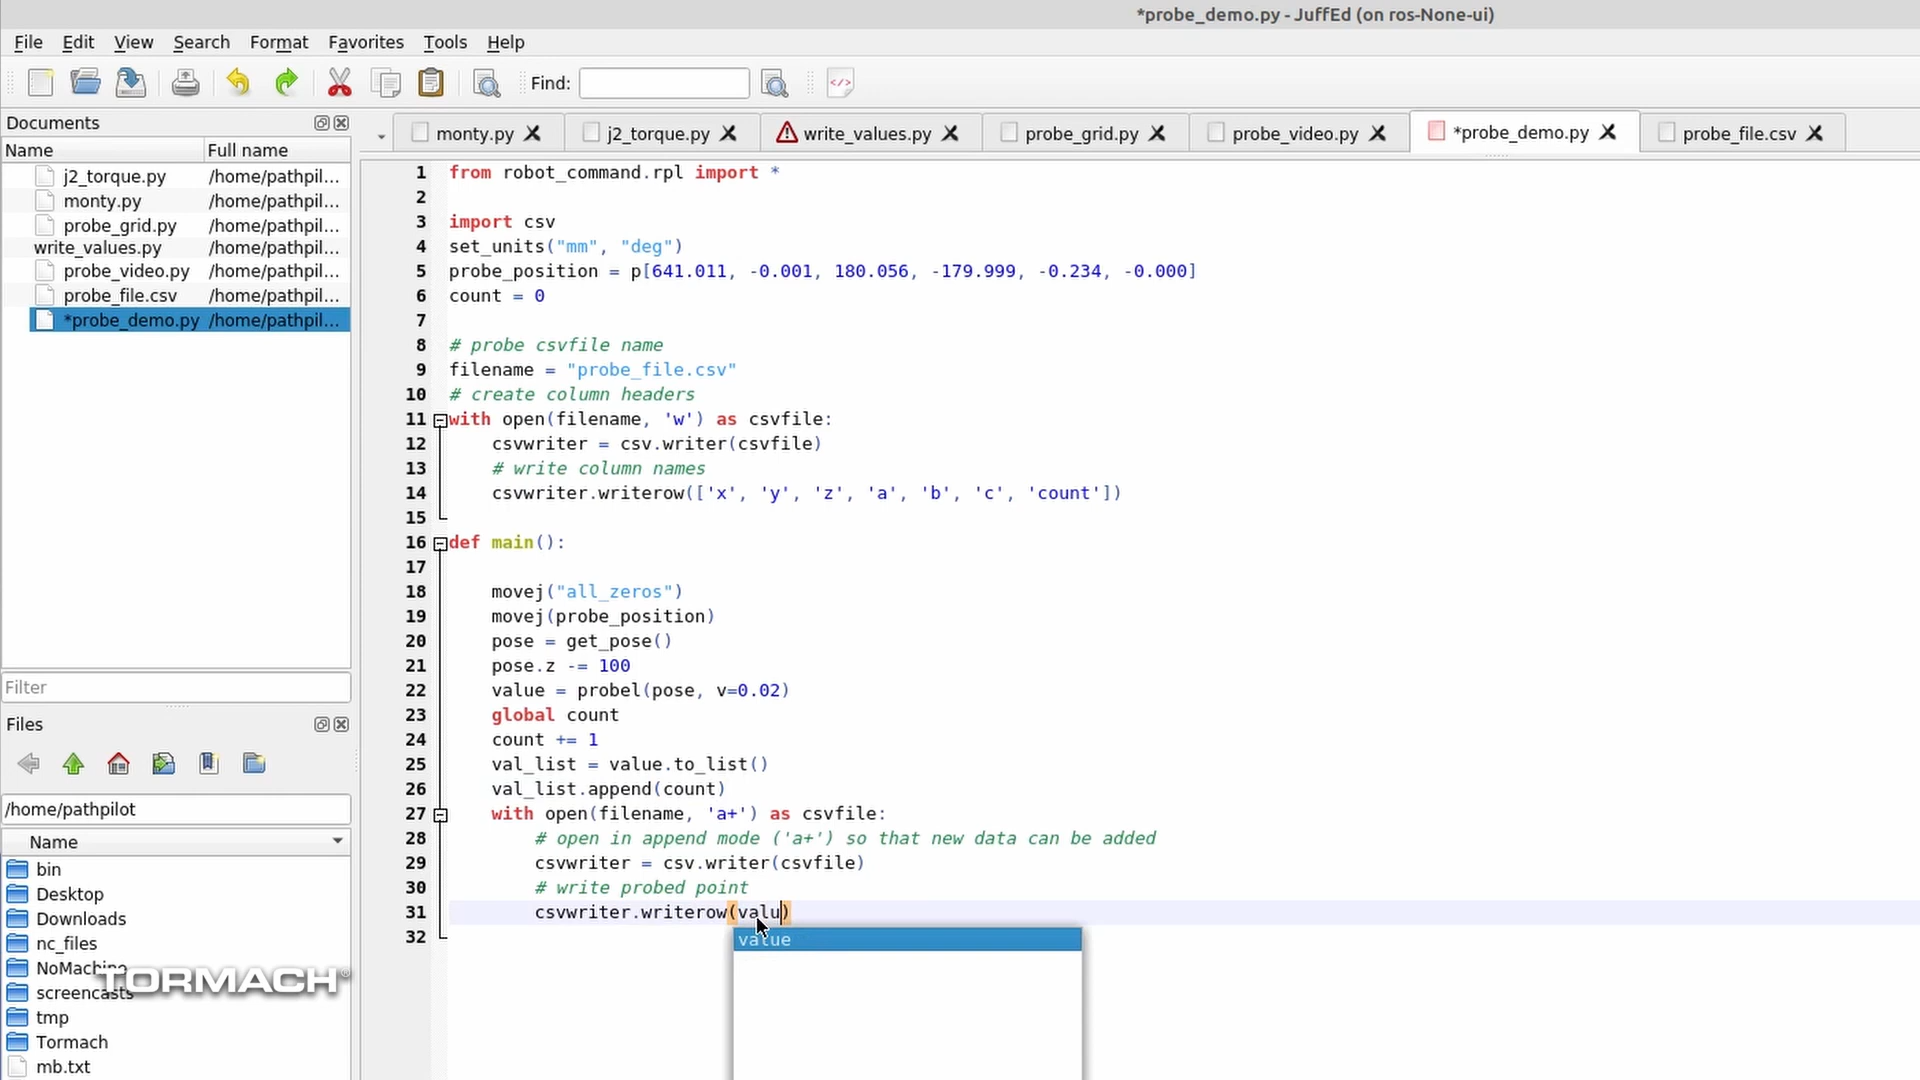 *probe_demo.py - JuffEd (on ros-None-ui)
File Edit View Search Format Favorites Tools Help
Find:
Documents
monty.py j2_torque.py write_values.py probe_grid.py probe_video.py *probe_demo.py probe_file.csv
Name Full name
j2_torque.py /home/pathpil...
monty.py /home/pathpil...
probe_grid.py /home/pathpil...
write_values.py /home/pathpil...
probe_video.py /home/pathpil...
probe_file.csv /home/pathpil...
*probe_demo.py /home/pathpil...
Filter
Files
/home/pathpilot
Name
bin
Desktop
Downloads
nc_files
NoMachine
screencasts
tmp
Tormach
mb.txt
TORMACH®
1 from robot_command.rpl import *
2
3 import csv
4 set_units("mm", "deg")
5 probe_position = p[641.011, -0.001, 180.056, -179.999, -0.234, -0.000]
6 count = 0
7
8 # probe csvfile name
9 filename = "probe_file.csv"
10 # create column headers
11 with open(filename, 'w') as csvfile:
12 csvwriter = csv.writer(csvfile)
13 # write column names
14 csvwriter.writerow(['x', 'y', 'z', 'a', 'b', 'c', 'count'])
15
16 def main():
17
18 movej("all_zeros")
19 movej(probe_position)
20 pose = get_pose()
21 pose.z -= 100
22 value = probel(pose, v=0.02)
23 global count
24 count += 1
25 val_list = value.to_list()
26 val_list.append(count)
27 with open(filename, 'a+') as csvfile:
28 # open in append mode ('a+') so that new data can be added
29 csvwriter = csv.writer(csvfile)
30 # write probed point
31 csvwriter.writerow(valu)
32
value